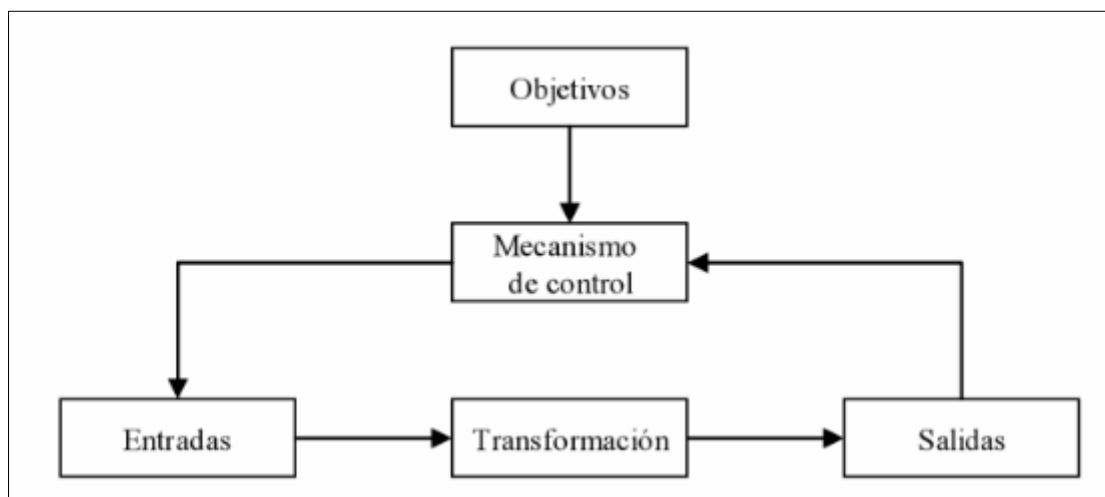 Objetivos
Mecanismo
de control
Entradas
Transformación
Salidas